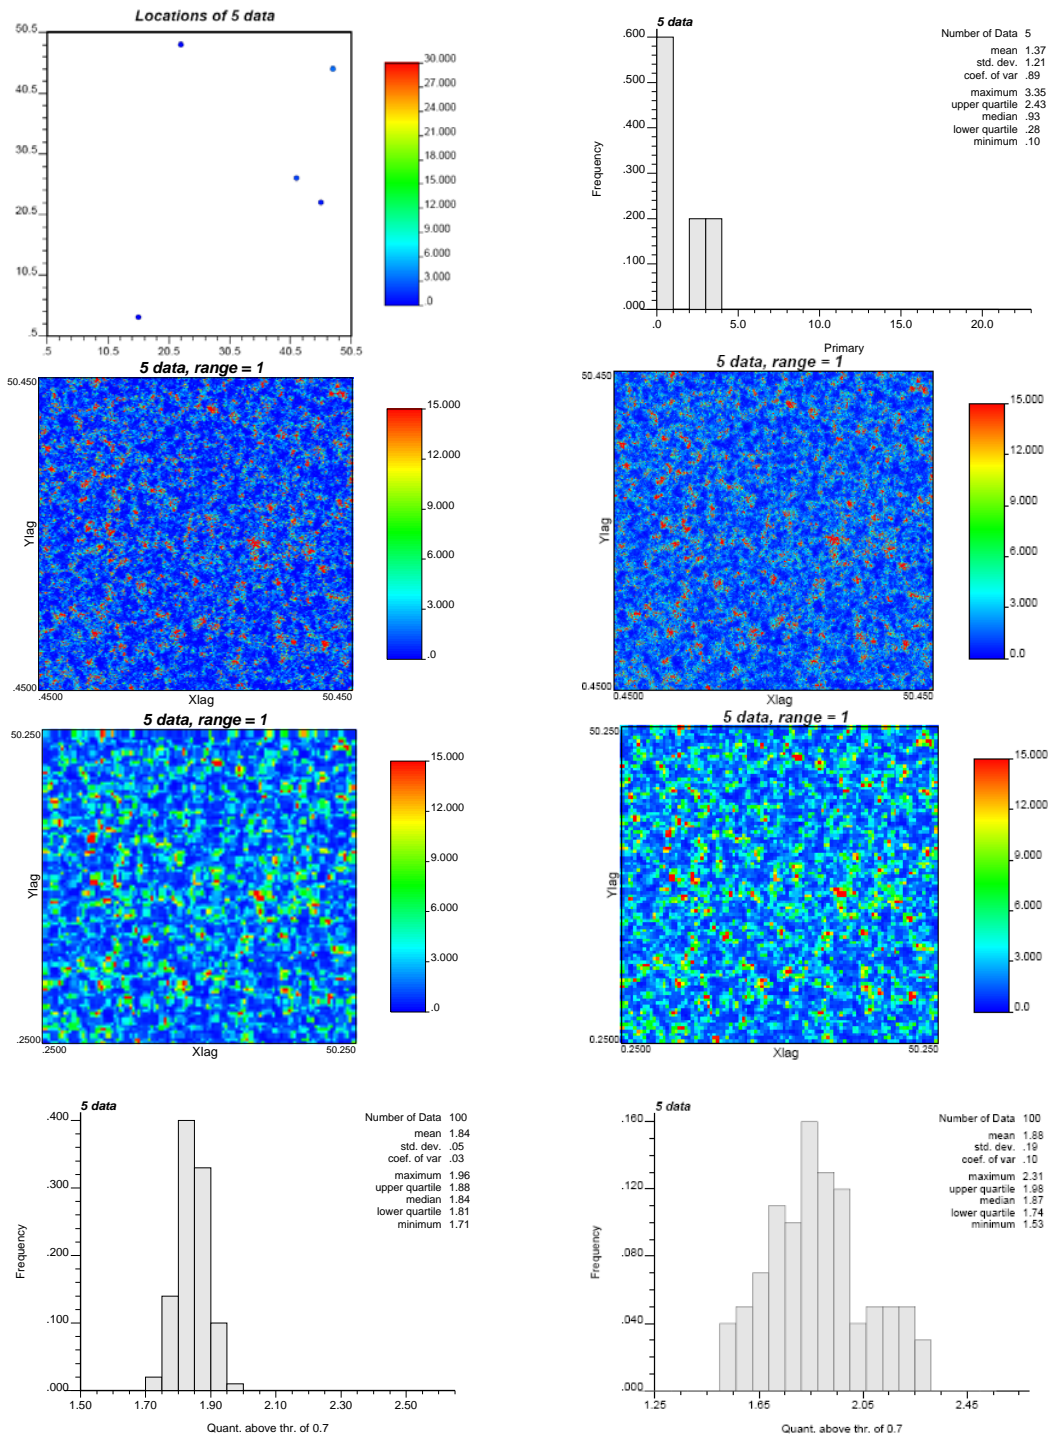 Locations of 5 data
50.5
40.5
30.5
20.5
10.5
.5
.5 10.5 20.5 30.5 40.5 50.5
30.000
27.000
24.000
21.000
18.000
15.000
12.000
9.000
6.000
3.000
.0
5 data
Frequency
.600
.500
.400
.300
.200
.100
.000
.0 5.0 10.0 15.0 20.0
Primary
Number of Data 5
mean 1.37
std. dev. 1.21
coef. of var .89
maximum 3.35
upper quartile 2.43
median .93
lower quartile .28
minimum .10
5 data, range = 1
50.450
Ylag
.4500
.4500 Xlag 50.450
15.000
12.000
9.000
6.000
3.000
.0
5 data, range = 1
50.450
Ylag
0.4500
0.4500 Xlag 50.450
15.000
12.000
9.000
6.000
3.000
0.0
5 data, range = 1
50.250
Ylag
.2500
.2500 Xlag 50.250
15.000
12.000
9.000
6.000
3.000
.0
5 data, range = 1
50.250
Ylag
0.2500
0.2500 Xlag 50.250
15.000
12.000
9.000
6.000
3.000
0.0
5 data
Frequency
.400
.300
.200
.100
.000
1.50 1.70 1.90 2.10 2.30 2.50
Quant. above thr. of 0.7
Number of Data 100
mean 1.84
std. dev. .05
coef. of var .03
maximum 1.96
upper quartile 1.88
median 1.84
lower quartile 1.81
minimum 1.71
5 data
Frequency
.160
.120
.080
.040
.000
1.25 1.65 2.05 2.45
Quant. above thr. of 0.7
Number of Data 100
mean 1.88
std. dev. .19
coef. of var .10
maximum 2.31
upper quartile 1.98
median 1.87
lower quartile 1.74
minimum 1.53